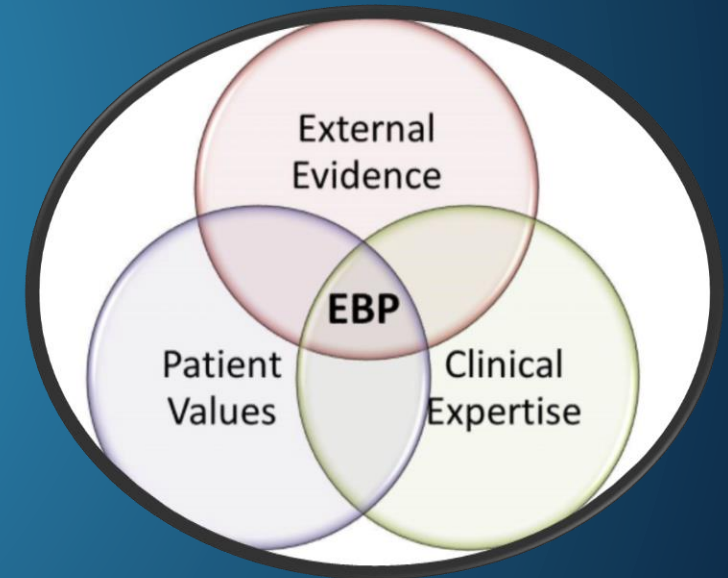 External
Evidence
EBP
Patient
Values
Clinical
Expertise